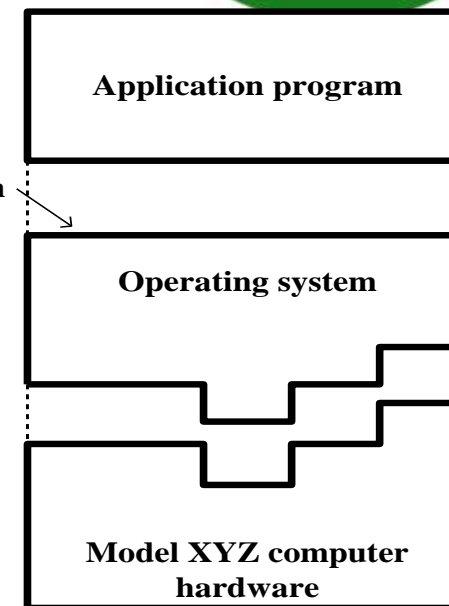 Application program
Operating system
Model XYZ computer
hardware